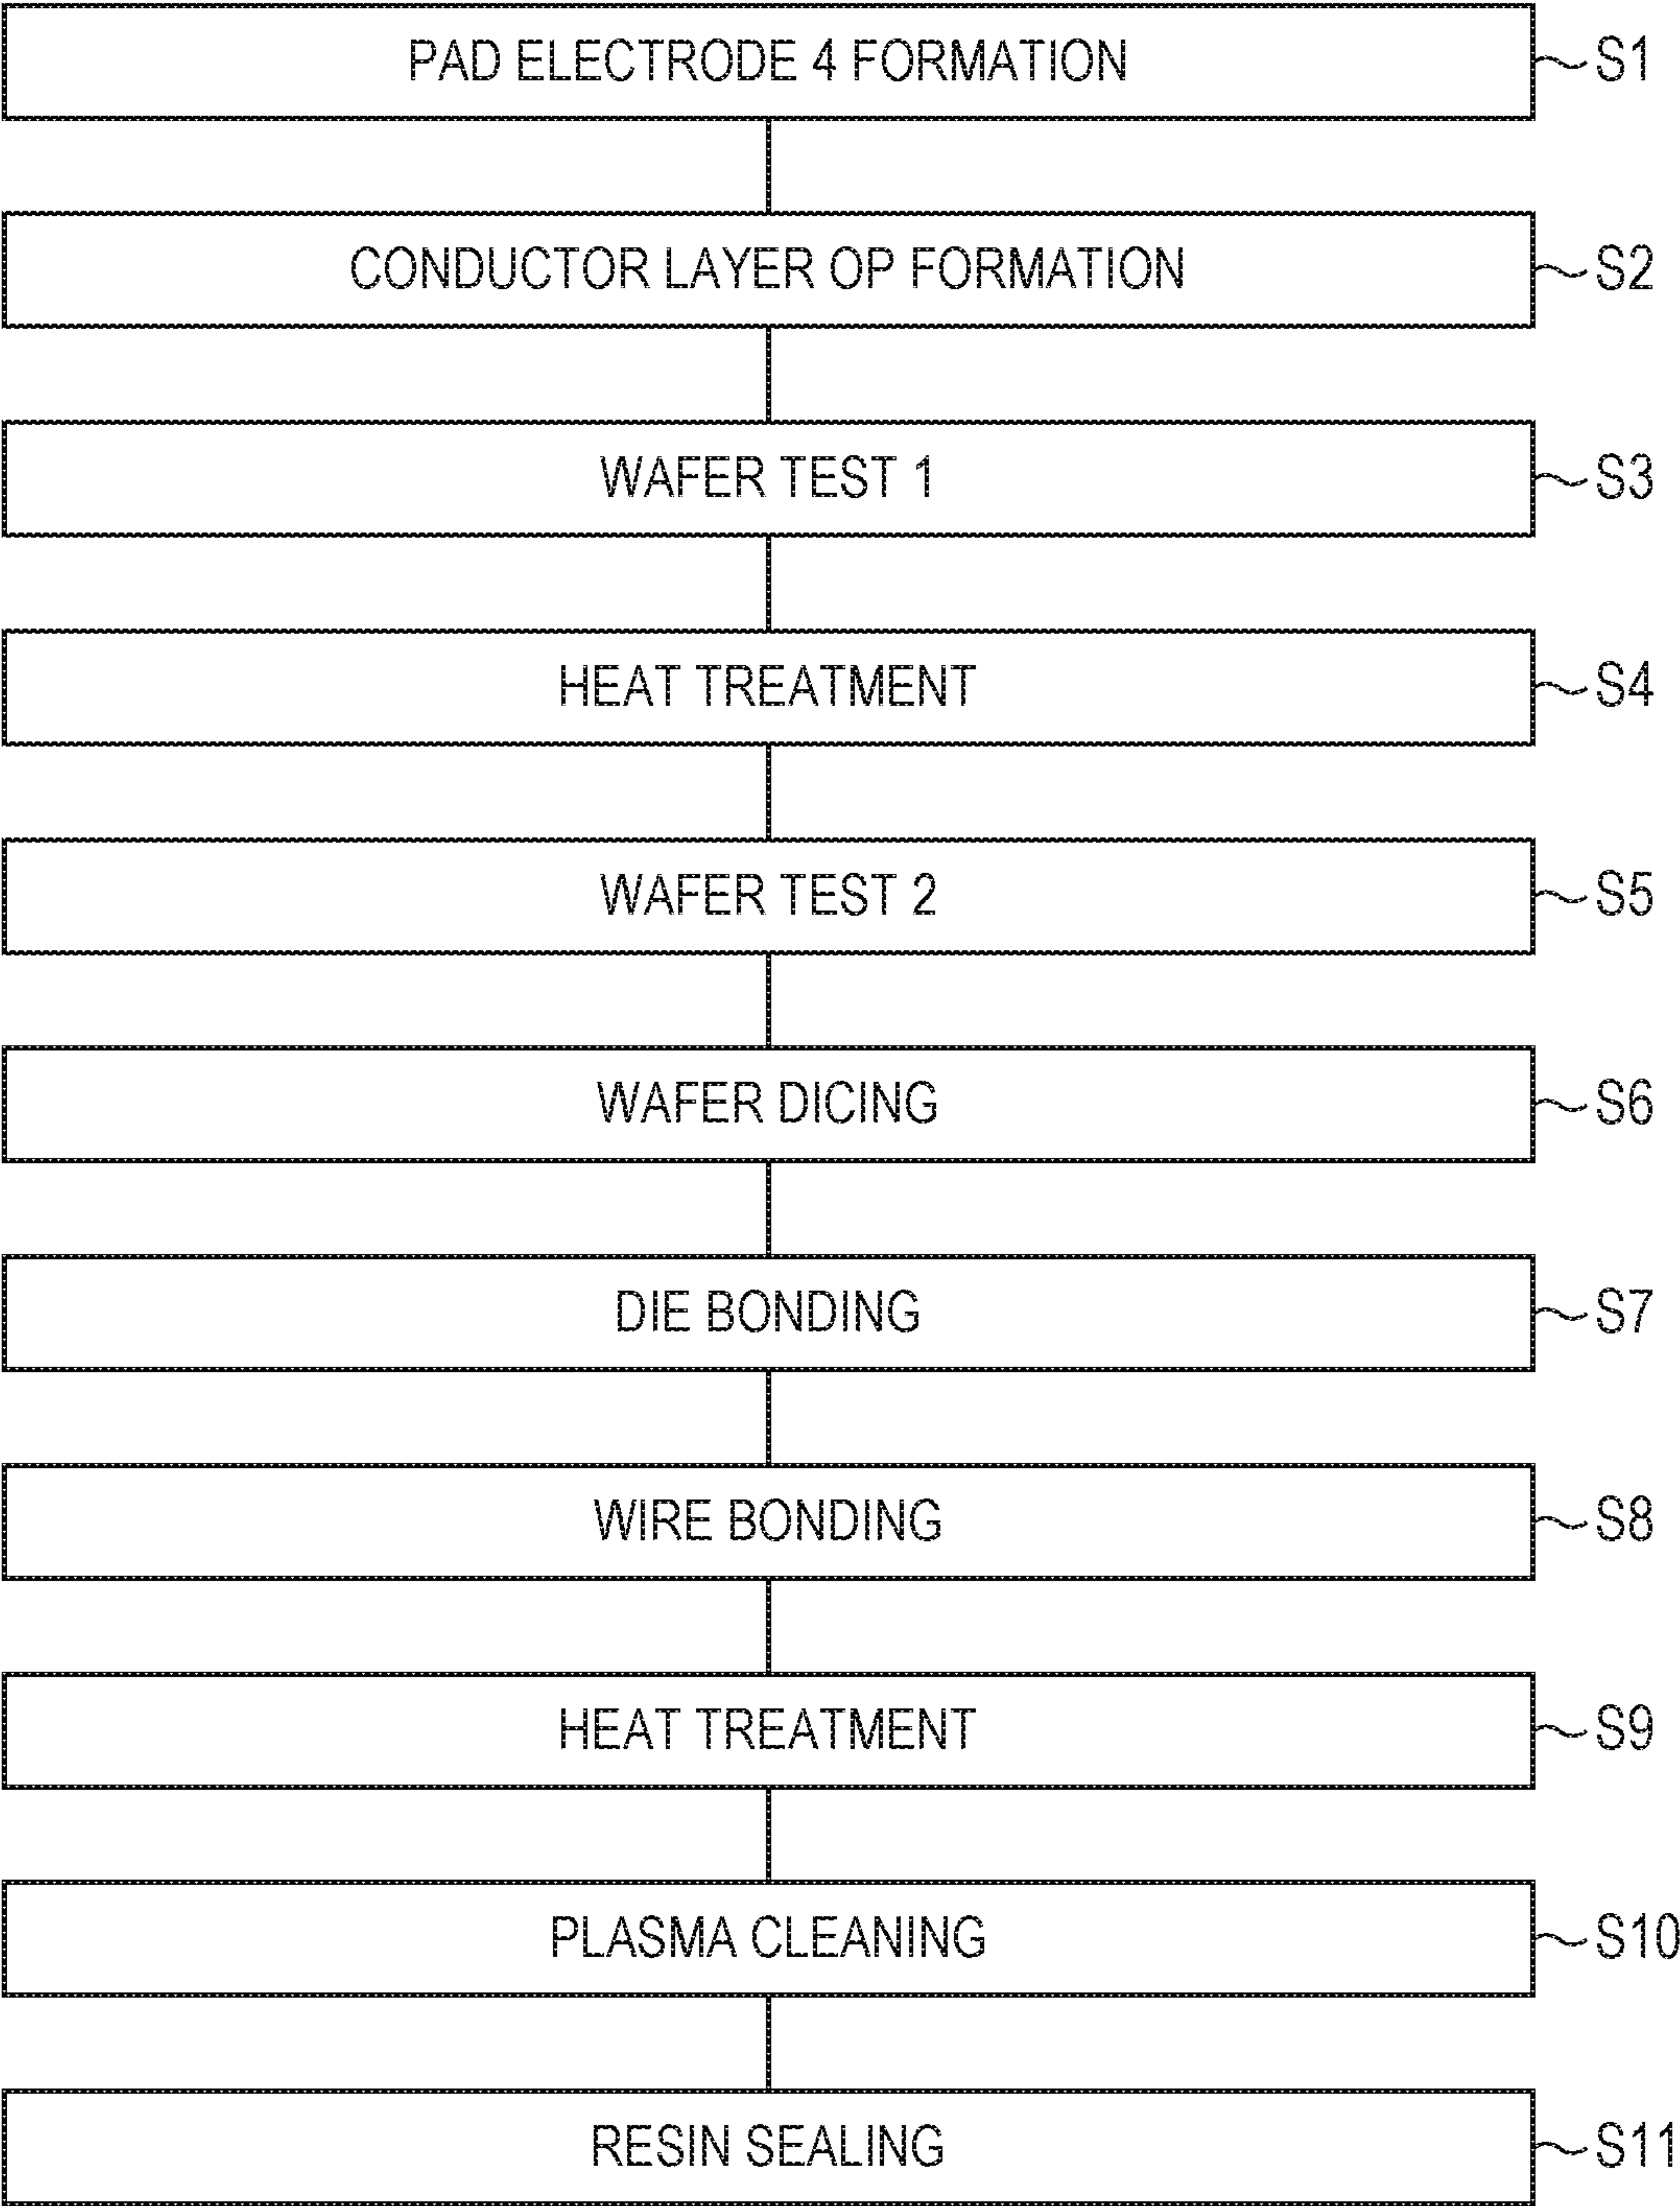 PAD ELECTRODE 4 FORMATION S1
CONDUCTOR LAYER OP FORMATION S2
WAFER TEST 1 S3
HEAT TREATMENT S4
WAFER TEST 2 S5
WAFER DICING S6
DIE BONDING S7
WIRE BONDING S8
HEAT TREATMENT S9
PLASMA CLEANING S10
RESIN SEALING S11